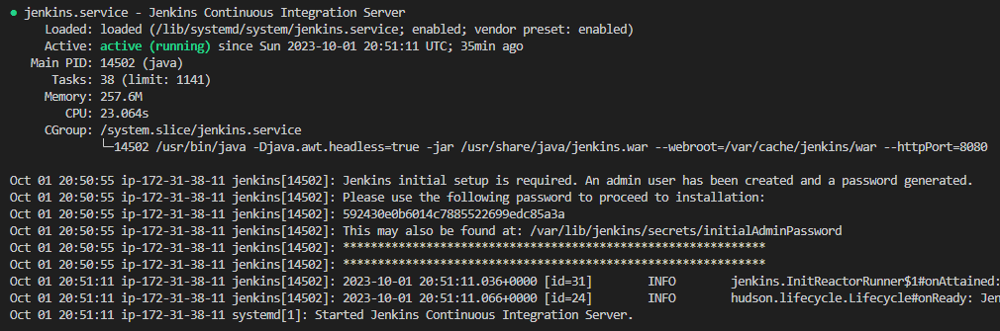 ● jenkins.service - Jenkins Continuous Integration Server
Loaded: loaded (/lib/systemd/system/jenkins.service; enabled; vendor preset: enabled)
Active: active (running) since Sun 2023-10-01 20:51:11 UTC; 35min ago
Main PID: 14502 (java)
Tasks: 38 (limit: 1141)
Memory: 257.6M
CPU: 23.064s
CGroup: /system.slice/jenkins.service
└─14502 /usr/bin/java -Djava.awt.headless=true -jar /usr/share/java/jenkins.war --webroot=/var/cache/jenkins/war --httpPort=8080
Oct 01 20:50:55 ip-172-31-38-11 jenkins[14502]: Jenkins initial setup is required. An admin user has been created and a password generated.
Oct 01 20:50:55 ip-172-31-38-11 jenkins[14502]: Please use the following password to proceed to installation:
Oct 01 20:50:55 ip-172-31-38-11 jenkins[14502]: 592430e0b6014c7885522699edc85a3a
Oct 01 20:50:55 ip-172-31-38-11 jenkins[14502]: This may also be found at: /var/lib/jenkins/secrets/initialAdminPassword
Oct 01 20:50:55 ip-172-31-38-11 jenkins[14502]: *************************************************************
Oct 01 20:50:55 ip-172-31-38-11 jenkins[14502]: *************************************************************
Oct 01 20:51:11 ip-172-31-38-11 jenkins[14502]: 2023-10-01 20:51:11.036+0000 [id=31] INFO jenkins.InitReactorRunner$1#onAttained:
Oct 01 20:51:11 ip-172-31-38-11 jenkins[14502]: 2023-10-01 20:51:11.066+0000 [id=24] INFO hudson.lifecycle.Lifecycle#onReady: Jen
Oct 01 20:51:11 ip-172-31-38-11 systemd[1]: Started Jenkins Continuous Integration Server.